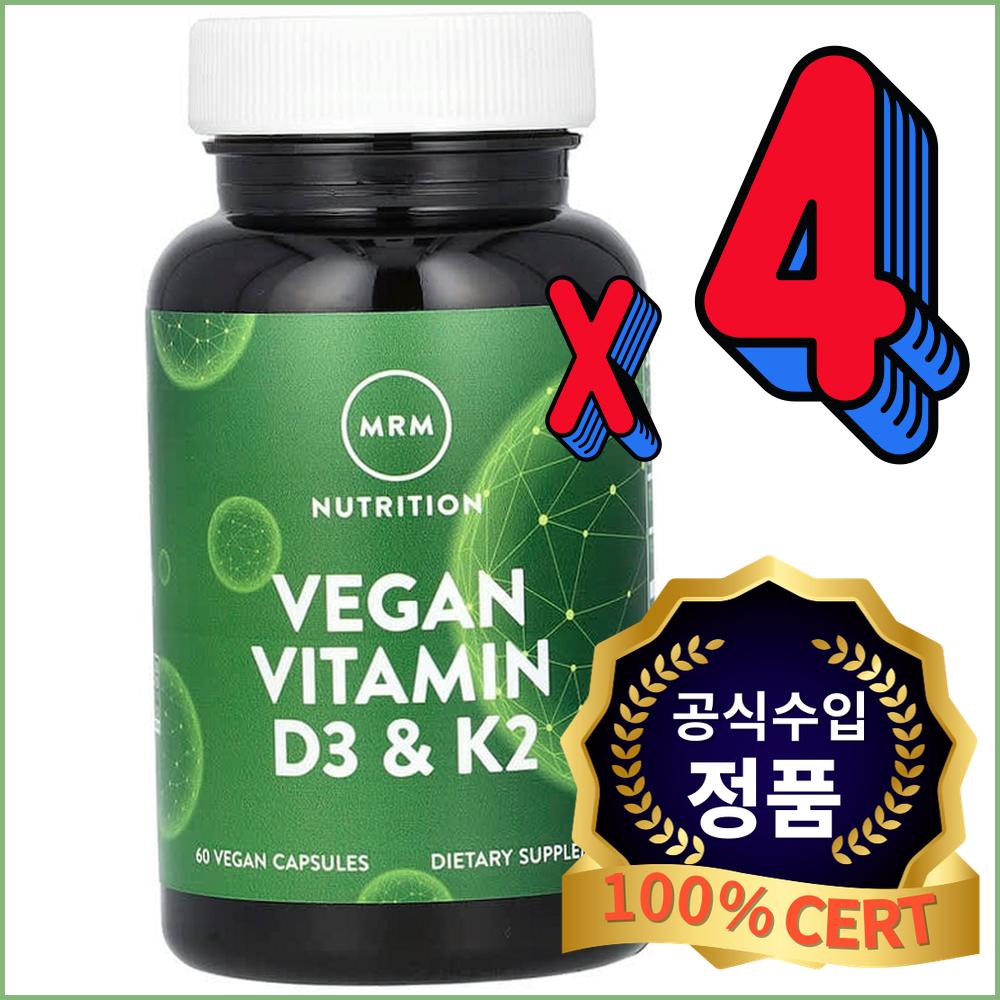 MRM
NUTRITION
VEGAN
VITAMIN
D3 & K2
60 VEGAN CAPSULES
DIETARY
x
4
공식수입
정품
100% CERT